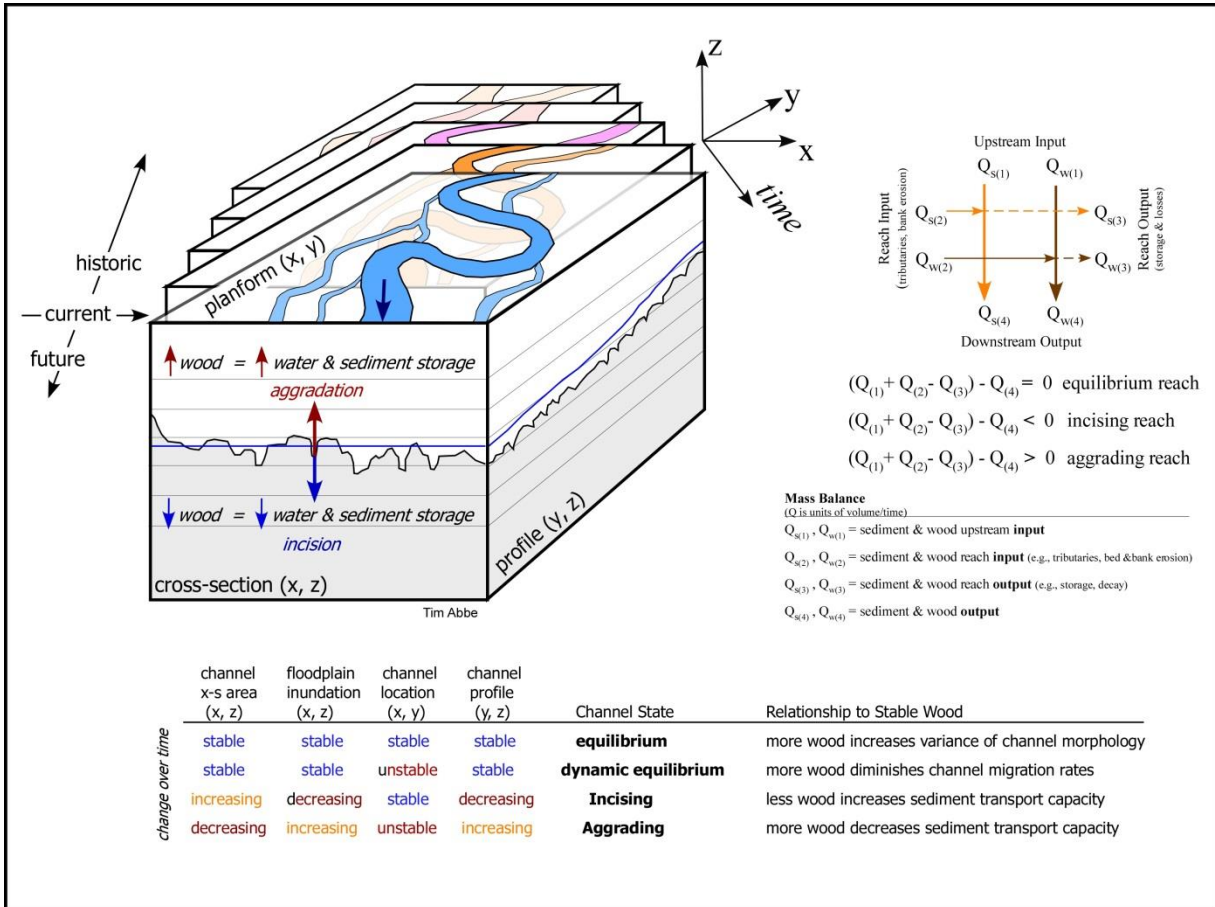 z
y
x
time
historic
current
future
planform (x, y)
wood = water & sediment storage
aggradation
wood = water & sediment storage
incision
cross-section (x, z)
profile (y, z)
Tim Abbe
Upstream Input
Qs(1) Qw(1)
Reach Input
(tributaries, bank erosion)
Qs(2) Qs(3)
Qw(2) Qw(3)
Reach Output
(storage & losses)
Qs(4) Qw(4)
Downstream Output
(Q(1)+ Q(2)- Q(3)) - Q(4) = 0 equilibrium reach
(Q(1)+ Q(2)- Q(3)) - Q(4) < 0 incising reach
(Q(1)+ Q(2)- Q(3)) - Q(4) > 0 aggrading reach
Mass Balance
(Q is units of volume/time)
Qs(1) , Qw(1) = sediment & wood upstream input
Qs(2) , Qw(2) = sediment & wood reach input (e.g., tributaries, bed &bank erosion)
Qs(3) , Qw(3) = sediment & wood reach output (e.g., storage, decay)
Qs(4) , Qw(4) = sediment & wood output
channel floodplain channel channel
x-s area inundation location profile
(x, z) (x, z) (x, y) (y, z) Channel State Relationship to Stable Wood
change over time
stable stable stable stable equilibrium more wood increases variance of channel morphology
stable stable unstable stable dynamic equilibrium more wood diminishes channel migration rates
increasing decreasing stable decreasing Incising less wood increases sediment transport capacity
decreasing increasing unstable increasing Aggrading more wood decreases sediment transport capacity